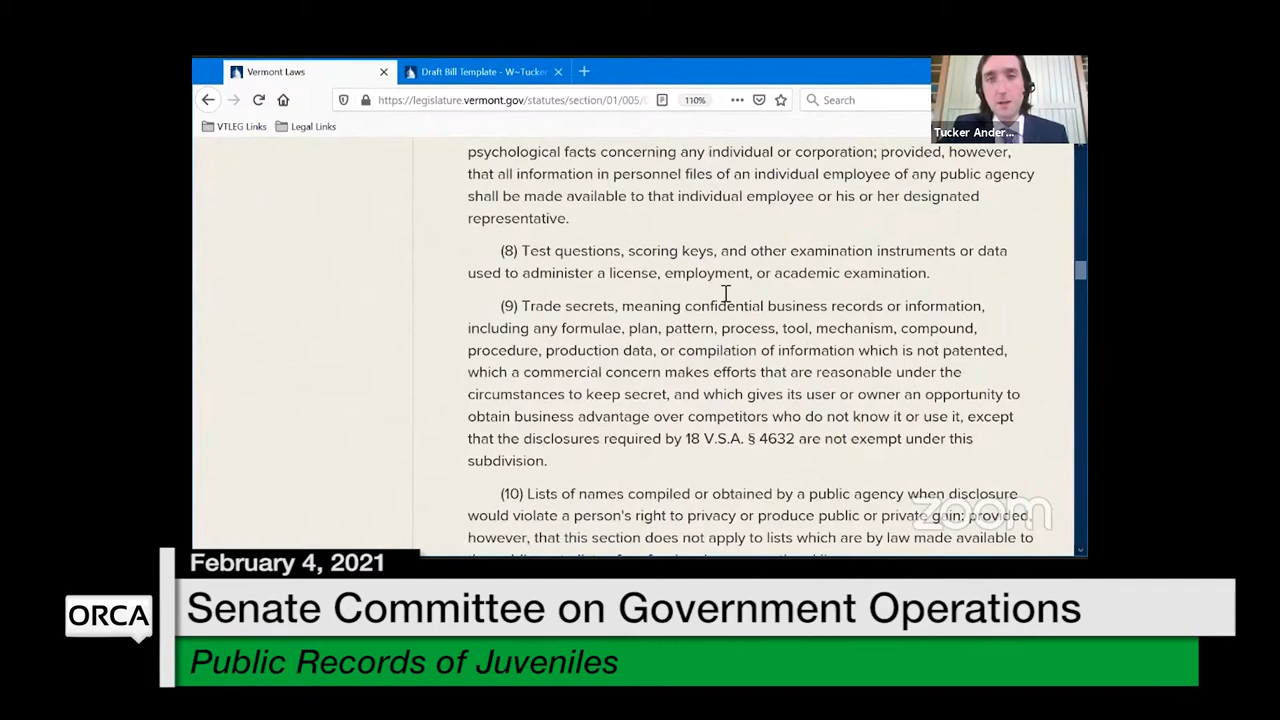 Vermont Laws
Draft Bill Template - W~Tucker
https://legislature.vermont.gov/statutes/section/01/005/
110%
Search
VTLEG Links
Legal Links
Tucker Ander...
psychological facts concerning any individual or corporation; provided, however,
that all information in personnel files of an individual employee of any public agency
shall be made available to that individual employee or his or her designated
representative.
(8) Test questions, scoring keys, and other examination instruments or data
used to administer a license, employment, or academic examination.
(9) Trade secrets, meaning confidential business records or information,
including any formulae, plan, pattern, process, tool, mechanism, compound,
procedure, production data, or compilation of information which is not patented,
which a commercial concern makes efforts that are reasonable under the
circumstances to keep secret, and which gives its user or owner an opportunity to
obtain business advantage over competitors who do not know it or use it, except
that the disclosures required by 18 V.S.A. § 4632 are not exempt under this
subdivision.
(10) Lists of names compiled or obtained by a public agency when disclosure
would violate a person's right to privacy or produce public or private gain; provided,
however, that this section does not apply to lists which are by law made available to
zoom
February 4, 2021
ORCA
Senate Committee on Government Operations
Public Records of Juveniles